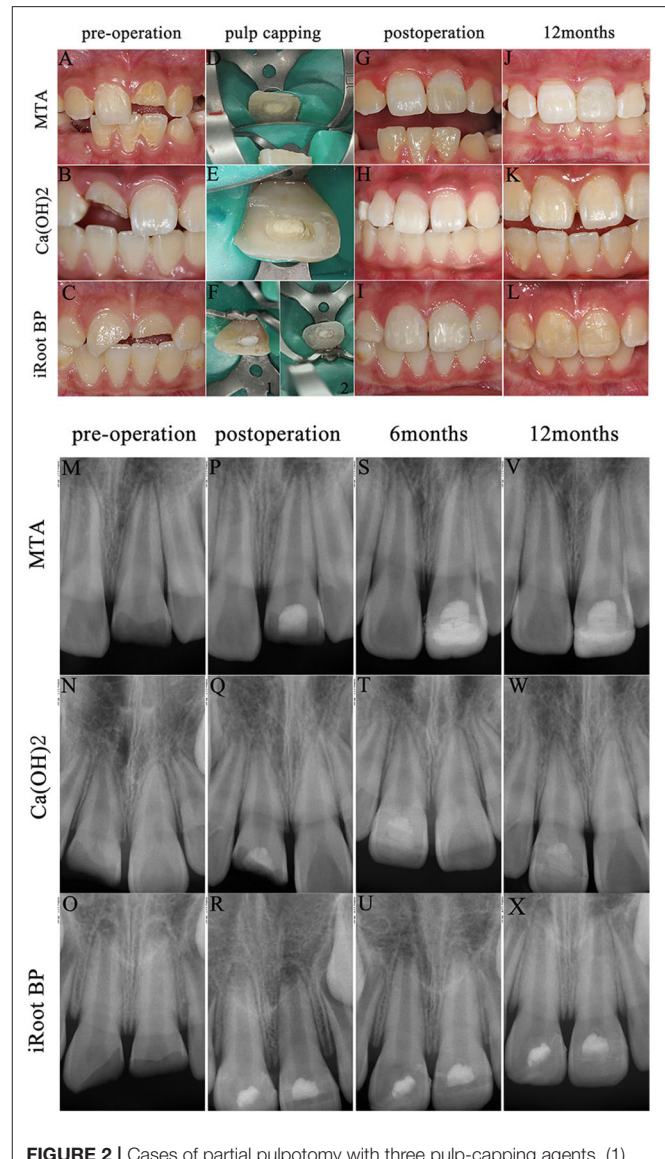 pre-operation pulp capping postoperation 12months
MTA
A D G J
Ca(OH)2
B E H K
iRoot BP
C F I L
1 2
pre-operation postoperation 6months 12months
MTA
M P S V
Ca(OH)2
N Q T W
iRoot BP
O R U X
FIGURE 2 | Cases of partial pulpotomy with three pulp-capping agents. (1)